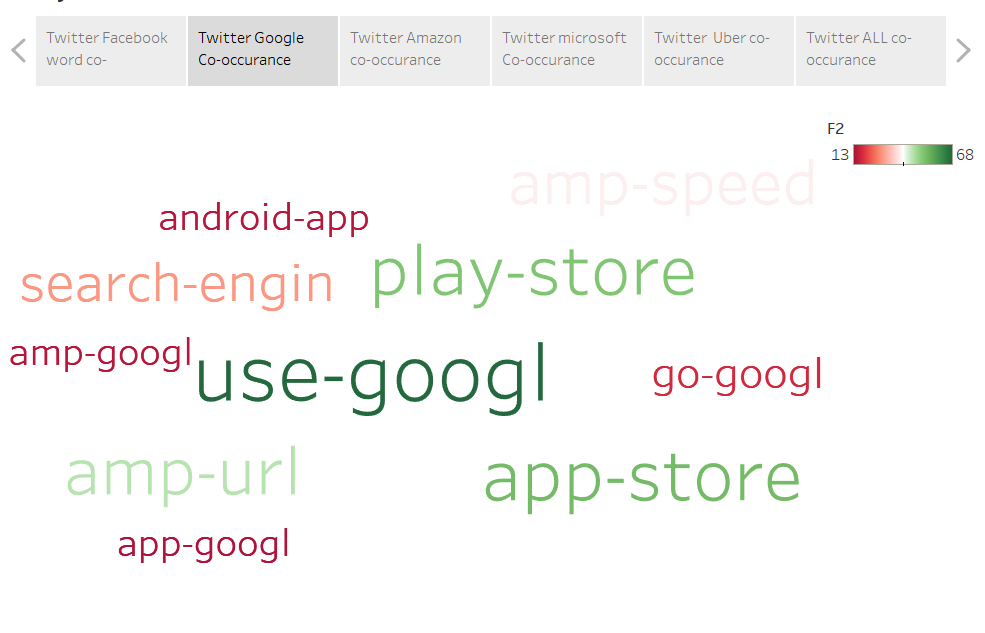 Twitter Facebook
word co-
Twitter Google
Co-occurance
Twitter Amazon
co-occurance
Twitter microsoft
Co-occurance
Twitter Uber co-
occurance
Twitter ALL co-
occurance
F2
13 68
amp-speed
android-app
play-store
search-engin
amp-googl
use-googl
go-googl
amp-url
app-store
app-googl